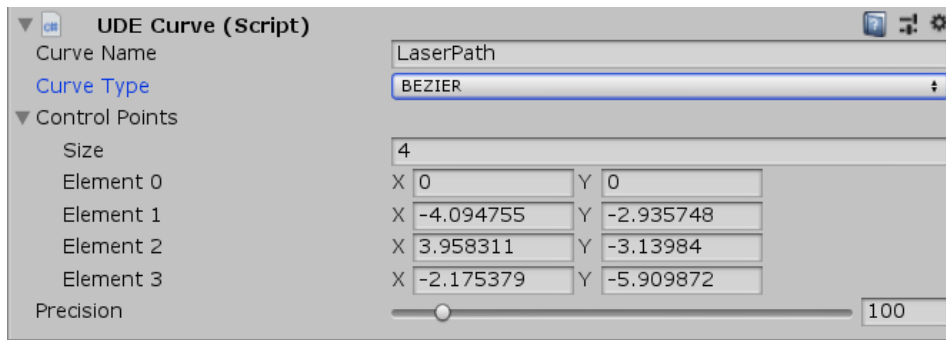 UDE Curve (Script)
Curve Name LaserPath
Curve Type BEZIER
Control Points
Size 4
Element 0 X 0 Y 0
Element 1 X -4.094755 Y -2.935748
Element 2 X 3.958311 Y -3.13984
Element 3 X -2.175379 Y -5.909872
Precision 100